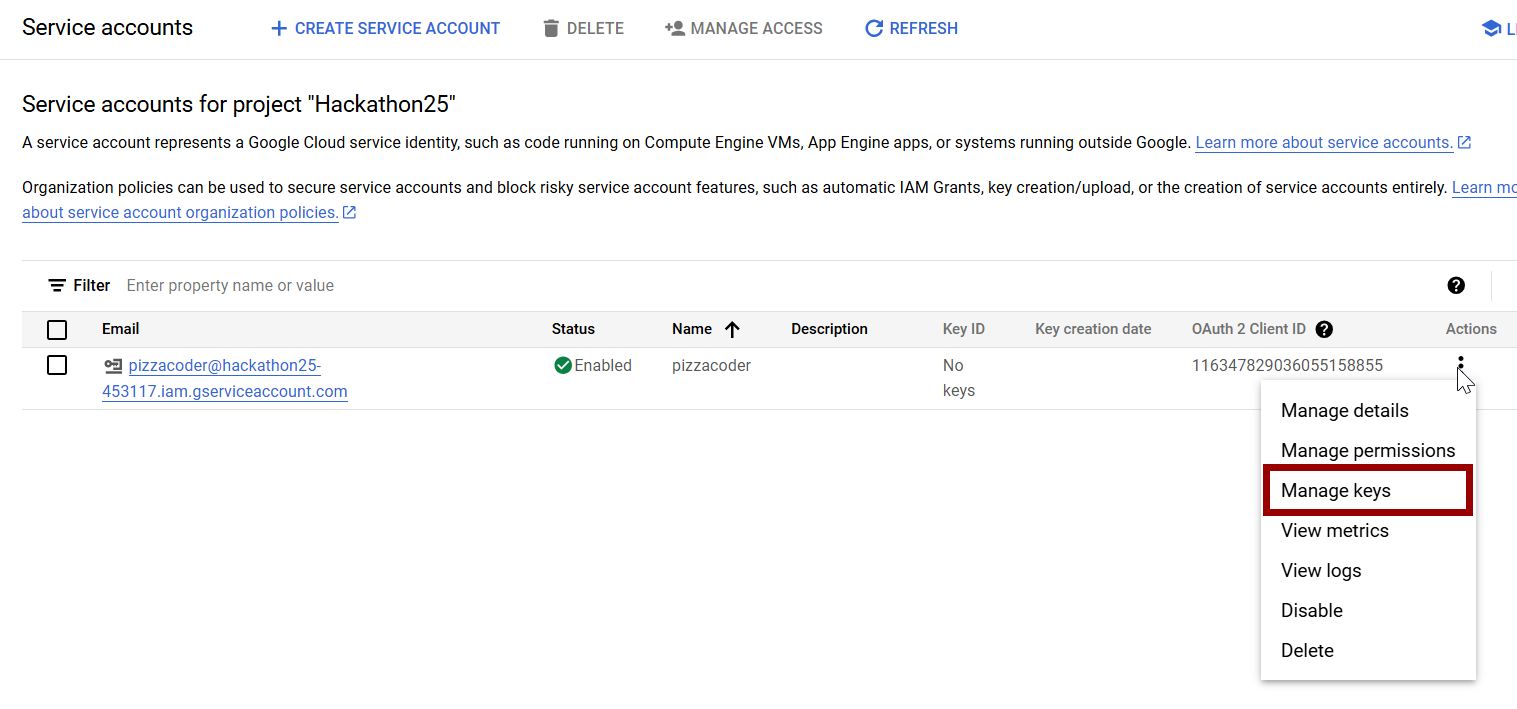 Service accounts
CREATE SERVICE ACCOUNT
DELETE
MANAGE ACCESS
REFRESH
Service accounts for project "Hackathon25"
A service account represents a Google Cloud service identity, such as code running on Compute Engine VMs, App Engine apps, or systems running outside Google. Learn more about service accounts.
Organization policies can be used to secure service accounts and block risky service account features, such as automatic IAM Grants, key creation/upload, or the creation of service accounts entirely. Learn
about service account organization policies.
Filter Enter property name or value
Email Status Name Description Key ID Key creation date OAuth 2 Client ID Actions
pizzacoder@hackathon25- Enabled pizzacoder No 116347829036055158855
453117.iam.gserviceaccount.com keys
Manage details
Manage permissions
Manage keys
View metrics
View logs
Disable
Delete